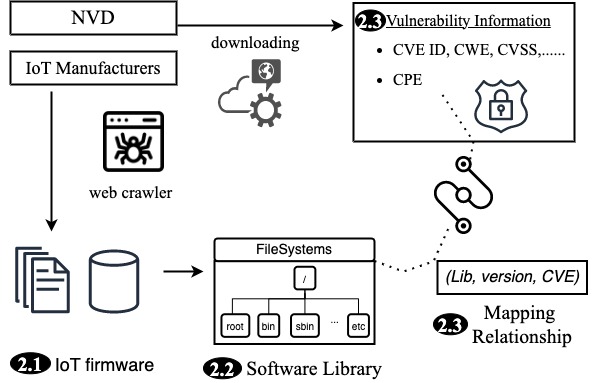 NVD
IoT Manufacturers
downloading
2.3 Vulnerability Information
• CVE ID, CWE, CVSS,......
• CPE
web crawler
FileSystems
/
root
bin
sbin
...
etc
(Lib, version, CVE)
2.3 Mapping
Relationship
2.1 IoT firmware
2.2 Software Library